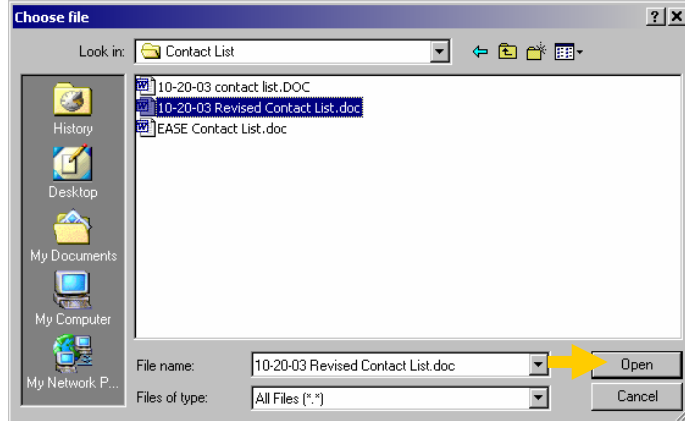 Choose file
Look in: Contact List
10-20-03 contact list.DOC
10-20-03 Revised Contact List.doc
EASE Contact List.doc
History
Desktop
My Documents
My Computer
My Network P...
File name: 10-20-03 Revised Contact List.doc Open
Files of type: All Files (*.*) Cancel